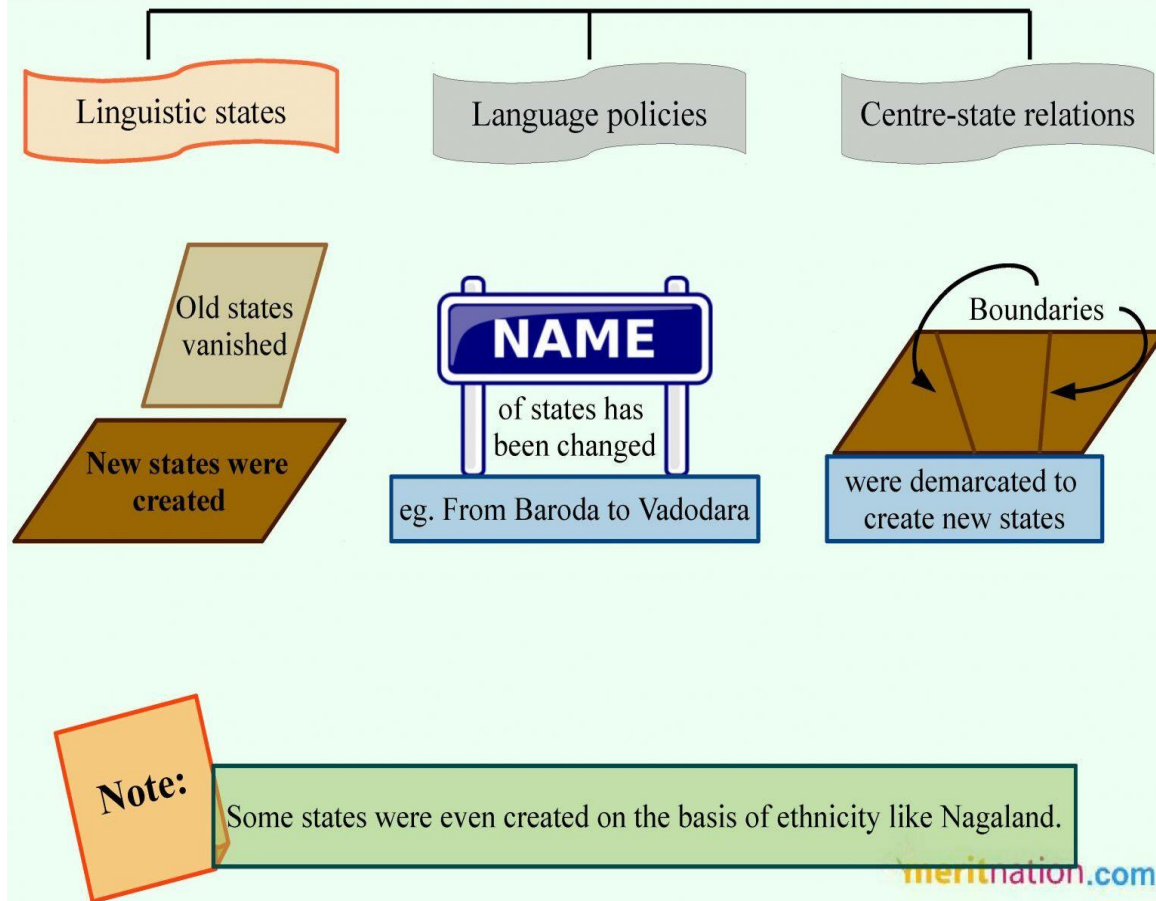 Linguistic states
Language policies
Centre-state relations
Old states
vanished
New states were
created
NAME
of states has
been changed
eg. From Baroda to Vadodara
Boundaries
were demarcated to
create new states
Note:
Some states were even created on the basis of ethnicity like Nagaland.
meritnation.com